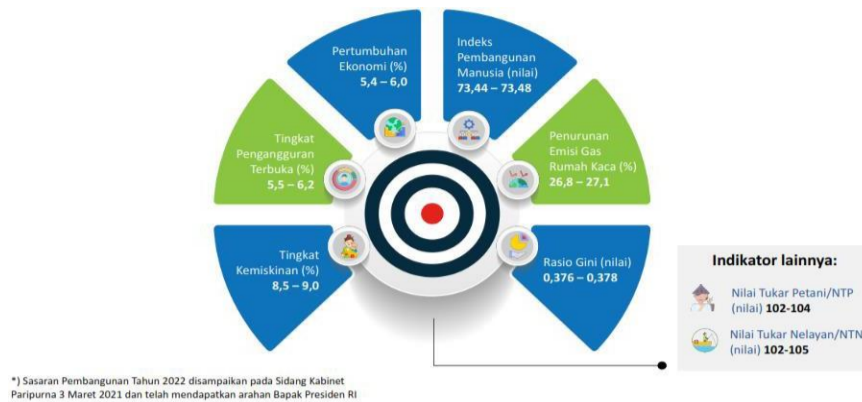 Pertumbuhan
Ekonomi (%)
5,4 – 6,0
Indeks
Pembangunan
Manusia (nilai)
73,44 – 73,48
Tingkat
Pengangguran
Terbuka (%)
5,5 – 6,2
Penurunan
Emisi Gas
Rumah Kaca (%)
26,8 – 27,1
Tingkat
Kemiskinan (%)
8,5 – 9,0
Rasio Gini (nilai)
0,376 – 0,378
Indikator lainnya:
Nilai Tukar Petani/NTP
(nilai) 102-104
Nilai Tukar Nelayan/NTN
(nilai) 102-105
*) Sasaran Pembangunan Tahun 2022 disampaikan pada Sidang Kabinet
Paripurna 3 Maret 2021 dan telah mendapatkan arahan Bapak Presiden RI